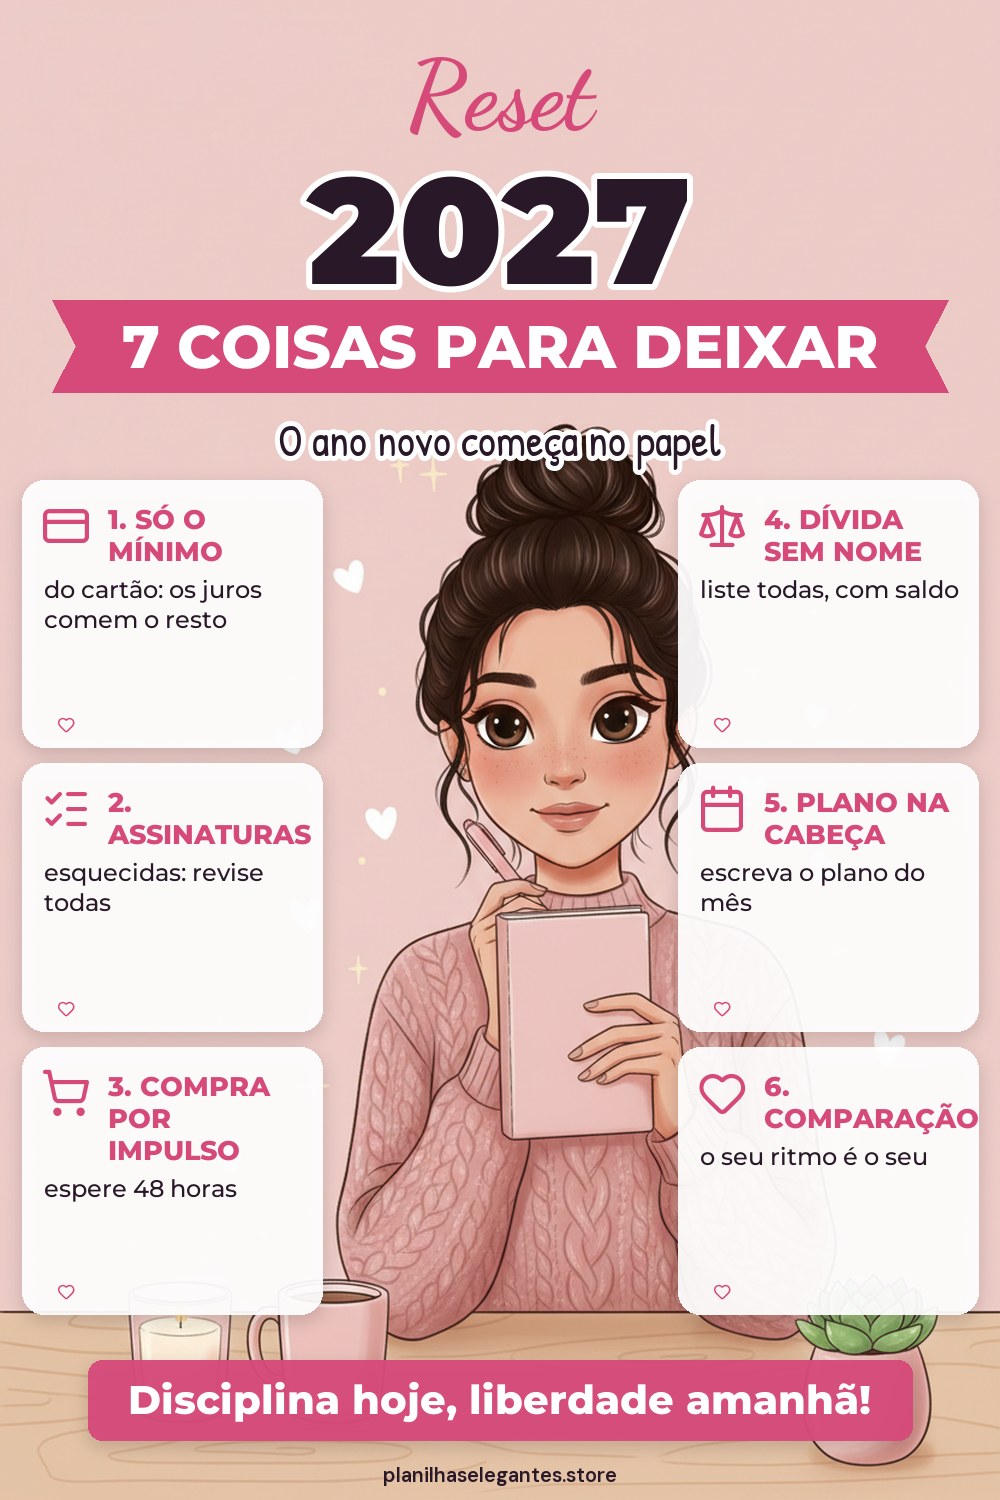 Reset
2027
7 COISAS PARA DEIXAR
O ano novo começa no papel
1. SÓ O
MÍNIMO
do cartão: os juros
comem o resto
2.
ASSINATURAS
esquecidas: revise
todas
3. COMPRA
POR
IMPULSO
espere 48 horas
4. DÍVIDA
SEM NOME
liste todas, com saldo
5. PLANO NA
CABEÇA
escreva o plano do
mês
6.
COMPARAÇÃO
o seu ritmo é o seu
Disciplina hoje, liberdade amanhã!
planilhaselegantes.store